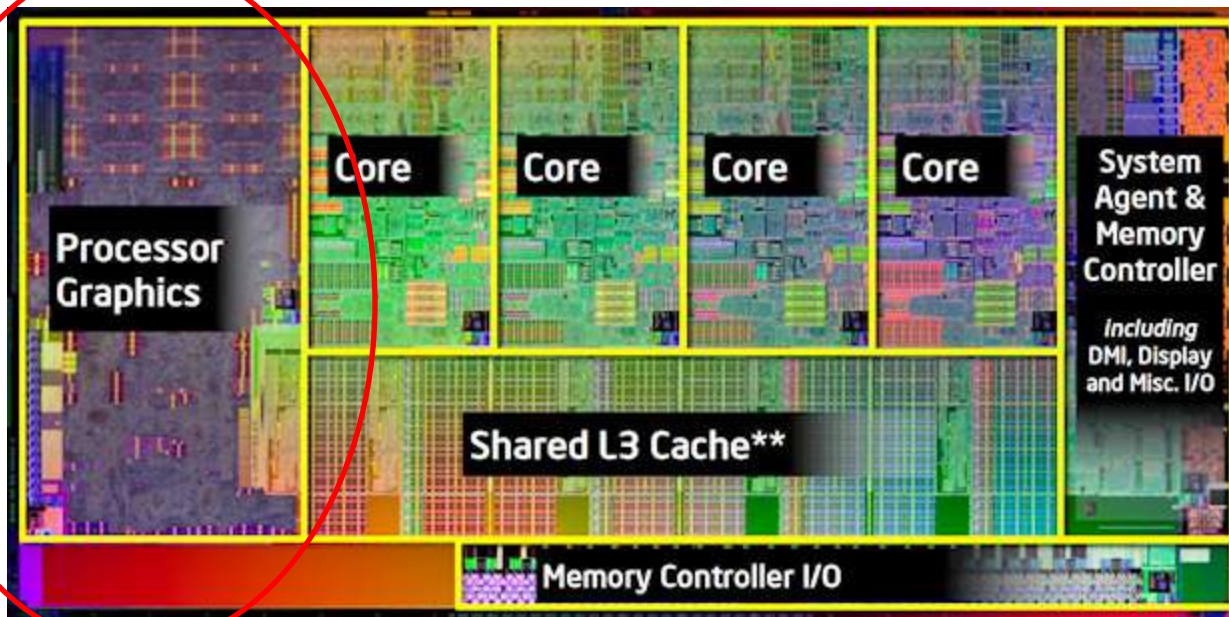 Processor
Graphics
Core
Core
Core
Core
System
Agent &
Memory
Controller
including
DMI, Display
and Misc. I/O
Shared L3 Cache**
Memory Controller I/O